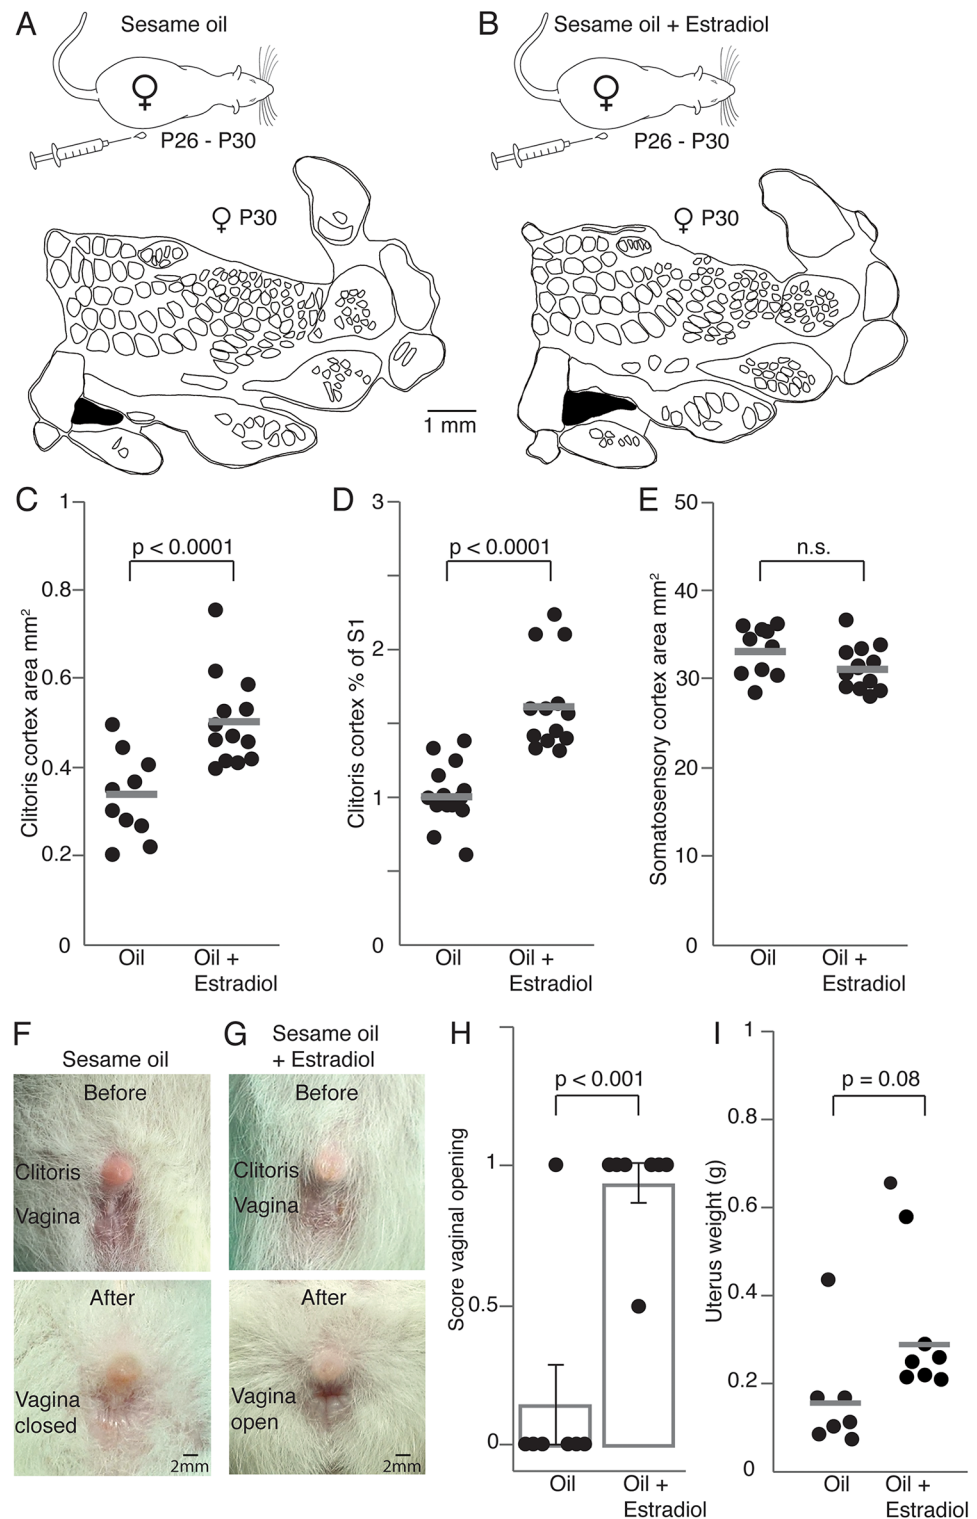 A
Sesame oil
♀
P26 - P30
♀ P30
B
Sesame oil + Estradiol
♀
P26 - P30
♀ P30
1 mm
C
Clitoris cortex area mm²
1
0.8
0.6
0.4
0.2
0
p < 0.0001
Oil
Oil +
Estradiol
D
Clitoris cortex % of S1
3
2
1
0
p < 0.0001
Oil
Oil +
Estradiol
E
Somatosensory cortex area mm²
50
40
30
20
10
0
n.s.
Oil
Oil +
Estradiol
F
Sesame oil
Before
Clitoris
Vagina
After
Vagina
closed
2mm
G
Sesame oil
+ Estradiol
Before
Clitoris
Vagina
After
Vagina
open
2mm
H
Score vaginal opening
1
0.5
0
p < 0.001
Oil
Oil +
Estradiol
I
Uterus weight (g)
1
0.8
0.6
0.4
0.2
0
p = 0.08
Oil
Oil +
Estradiol